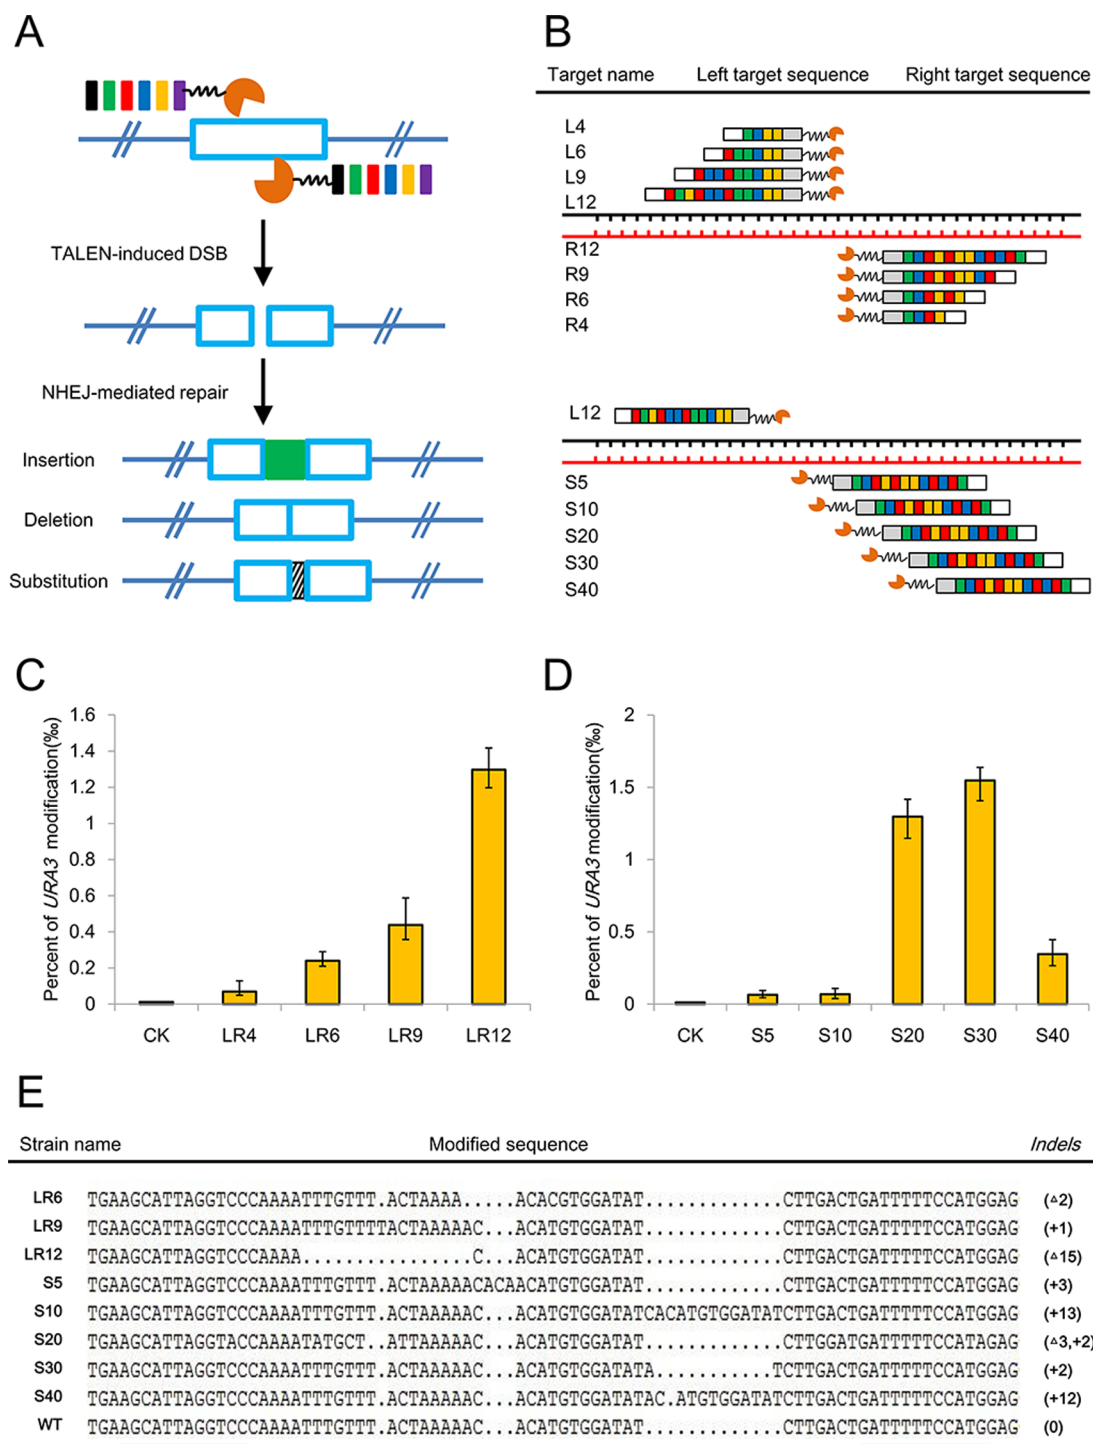 A
TALEN-induced DSB
NHEJ-mediated repair
Insertion
Deletion
Substitution
B
Target name Left target sequence Right target sequence
L4
L6
L9
L12
R12
R9
R6
R4
L12
S5
S10
S20
S30
S40
C
Percent of URA3 modification(‰)
1.6
1.4
1.2
1
0.8
0.6
0.4
0.2
0
CK LR4 LR6 LR9 LR12
D
Percent of URA3 modification(‰)
2
1.5
1
0.5
0
CK S5 S10 S20 S30 S40
E
Strain name Modified sequence Indels
LR6 TGAAGCATTAGGTCCCAAAATTTGTTT.ACTAAAA.....ACACGTGGATAT.............CTTGACTGATTTTTCCATGGAG (▵2)
LR9 TGAAGCATTAGGTCCCAAAATTTGTTTTACTAAAAAC...ACATGTGGATAT.............CTTGACTGATTTTTCCATGGAG (+1)
LR12 TGAAGCATTAGGTCCCAAAA................C...ACATGTGGATAT.............CTTGACTGATTTTTCCATGGAG (▵15)
S5 TGAAGCATTAGGTCCCAAAATTTGTTT.ACTAAAAACACAACATGTGGATAT.............CTTGACTGATTTTTCCATGGAG (+3)
S10 TGAAGCATTAGGTCCCAAAATTTGTTT.ACTAAAAAC...ACATGTGGATATCACATGTGGATATCTTGACTGATTTTTCCATGGAG (+13)
S20 TGAAGCATTAGGTACCAAAATATGCT..ATTAAAAAC...ACATGTGGATAT.............CTTGGATGATTTTTCCATAGAG (▵3,+2)
S30 TGAAGCATTAGGTCCCAAAATTTGTTT.ACTAAAAAC...ACATGTGGATATA...........TCTTGACTGATTTTTCCATGGAG (+2)
S40 TGAAGCATTAGGTCCCAAAATTTGTTT.ACTAAAAAC...ACATGTGGATATAC.ATGTGGATATCTTGACTGATTTTTCCATGGAG (+12)
WT TGAAGCATTAGGTCCCAAAATTTGTTT.ACTAAAAAC...ACATGTGGATAT.............CTTGACTGATTTTTCCATGGAG (0)